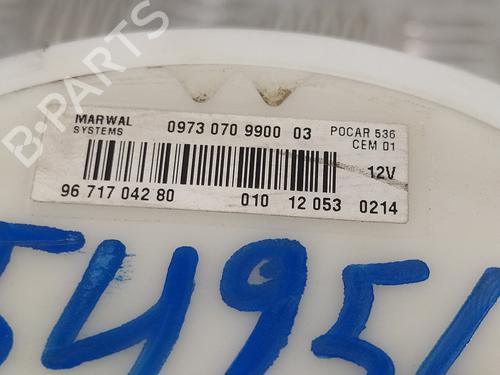 B-PARTS
MARWAL SYSTEMS 0973 070 9900 03 POCAR 536
CEM 01
12V
96 717 042 80 010 12 053 0214